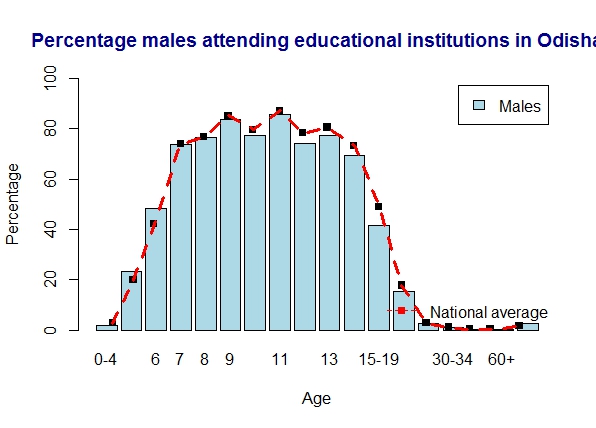 Percentage males attending educational institutions in Odisha
Percentage
100
80
60
40
20
0
Males
National average
0-4 6 7 8 9 11 13 15-19 30-34 60+
Age